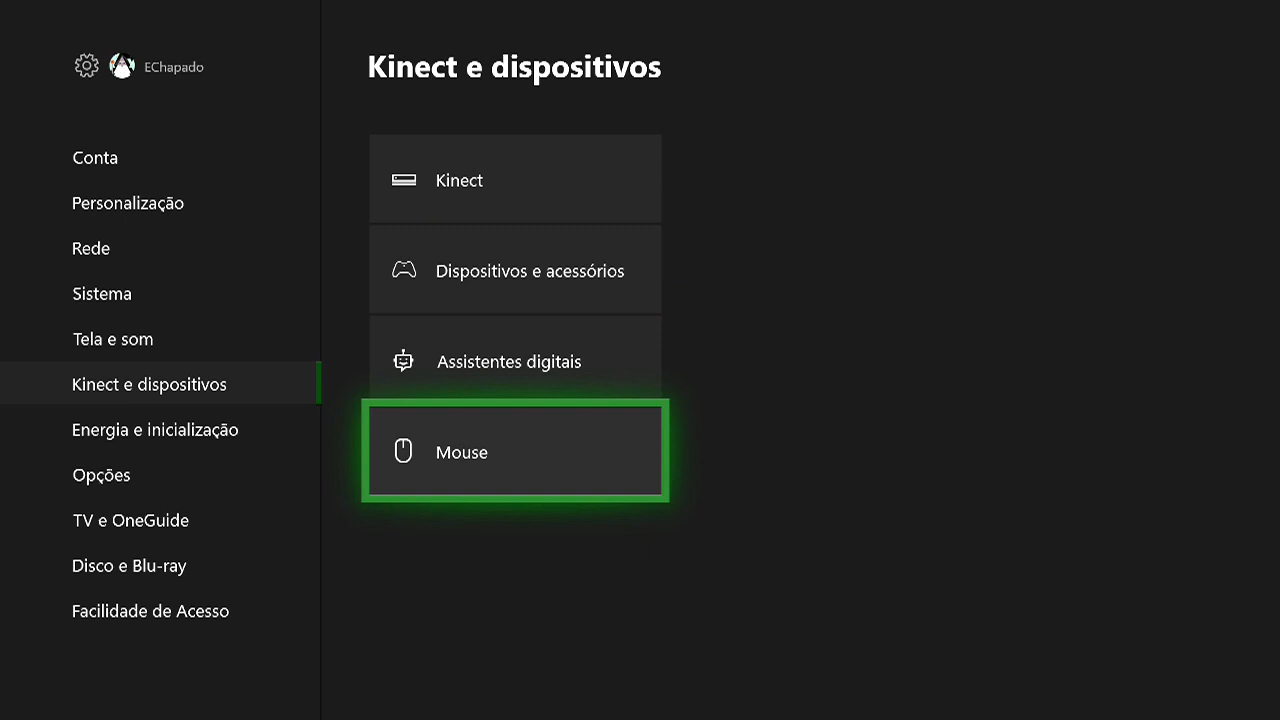 EChapado
Conta
Personalização
Rede
Sistema
Tela e som
Kinect e dispositivos
Energia e inicialização
Opções
TV e OneGuide
Disco e Blu-ray
Facilidade de Acesso
Kinect e dispositivos
Kinect
Dispositivos e acessórios
Assistentes digitais
Mouse